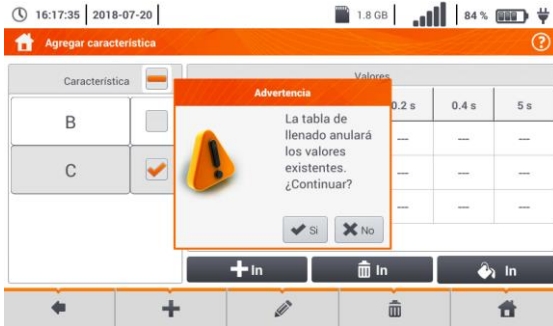 16:17:35 2018-07-20 1.8 GB 84 %
Agregar característica ?
Característica Valores
0.2 s 0.4 s 5 s
B --- --- ---
C --- --- ---
--- --- ---
Advertencia
La tabla de
llenado anulará
los valores
existentes.
¿Continuar?
Si No
In In In